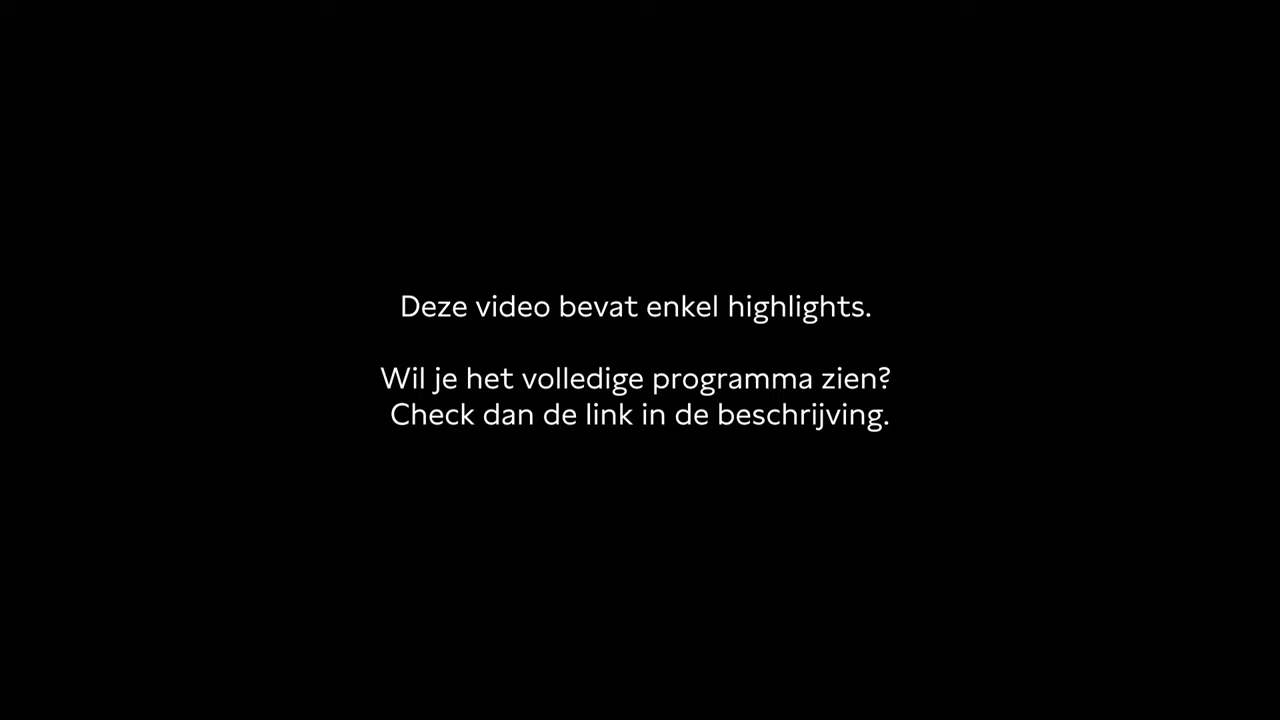 Deze video bevat enkel highlights.
Wil je het volledige programma zien?
Check dan de link in de beschrijving.